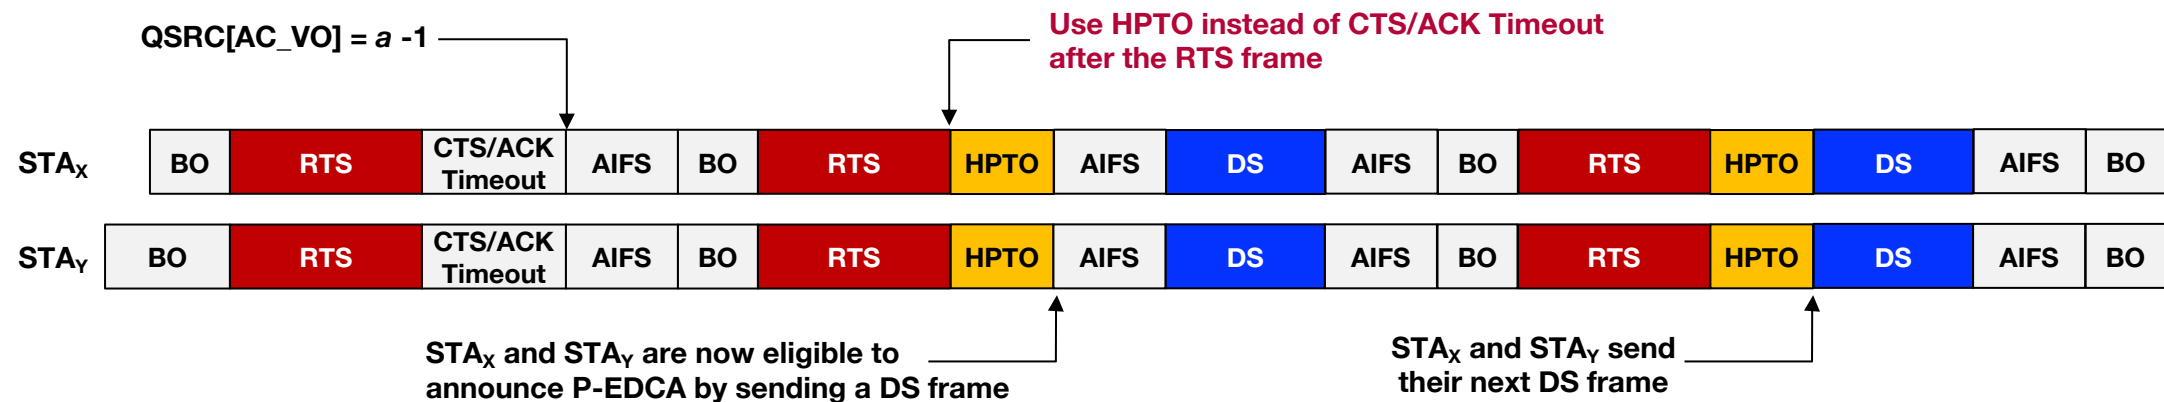 QSRC[AC_VO] = a -1
Use HPTO instead of CTS/ACK Timeout
after the RTS frame
STAX BO RTS CTS/ACK Timeout AIFS BO RTS HPTO AIFS DS AIFS BO RTS HPTO DS AIFS BO
STAY BO RTS CTS/ACK Timeout AIFS BO RTS HPTO AIFS DS AIFS BO RTS HPTO DS AIFS BO
STAX and STAY are now eligible to
announce P-EDCA by sending a DS frame
STAX and STAY send
their next DS frame